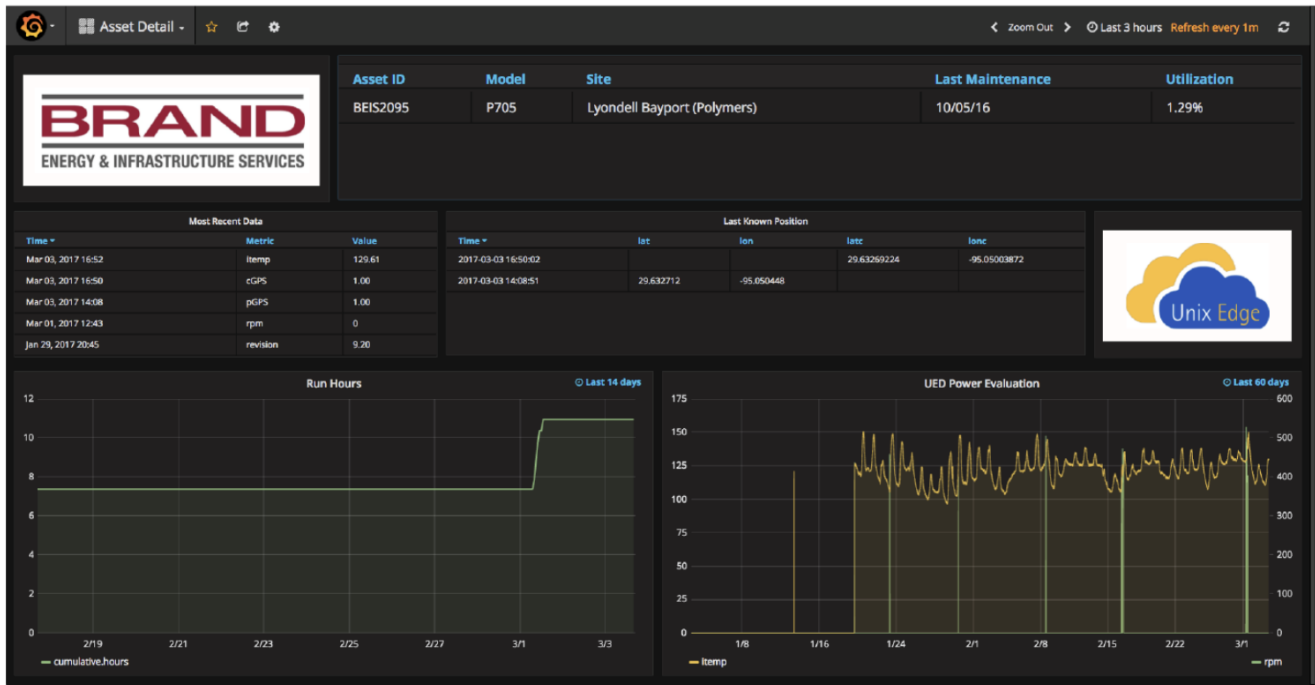 Asset Detail
Zoom Out
Last 3 hours Refresh every 1m
BRAND
ENERGY & INFRASTRUCTURE SERVICES
Asset ID Model Site Last Maintenance Utilization
BEIS2095 P705 Lyondell Bayport (Polymers) 10/05/16 1.29%
Most Recent Data
Time Metric Value
Mar 03, 2017 16:52 itemp 129.61
Mar 03, 2017 16:50 cGPS 1.00
Mar 03, 2017 14:08 pGPS 1.00
Mar 01, 2017 12:43 rpm 0
Jan 29, 2017 20:45 revision 9.20
Last Known Position
Time lat lon latc lonc
2017-03-03 16:50:02 29.63269224 -95.05003872
2017-03-03 14:08:51 29.632712 -95.050448
Unix Edge
Run Hours
Last 14 days
12
10
8
6
4
2
0
2/19 2/21 2/23 2/25 2/27 3/1 3/3
cumulative.hours
UED Power Evaluation
Last 60 days
175 600
150 500
125 400
100 300
75 200
50 100
25 0
0
1/8 1/16 1/24 2/1 2/8 2/15 2/22 3/1
itemp rpm